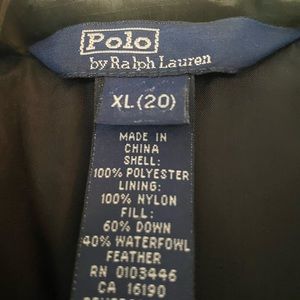 Polo
by Ralph Lauren
XL(20)
MADE IN
CHINA
SHELL:
100% POLYESTER
LINING:
100% NYLON
FILL:
60% DOWN
40% WATERFOWL
FEATHER
RN 0103446
CA 16190